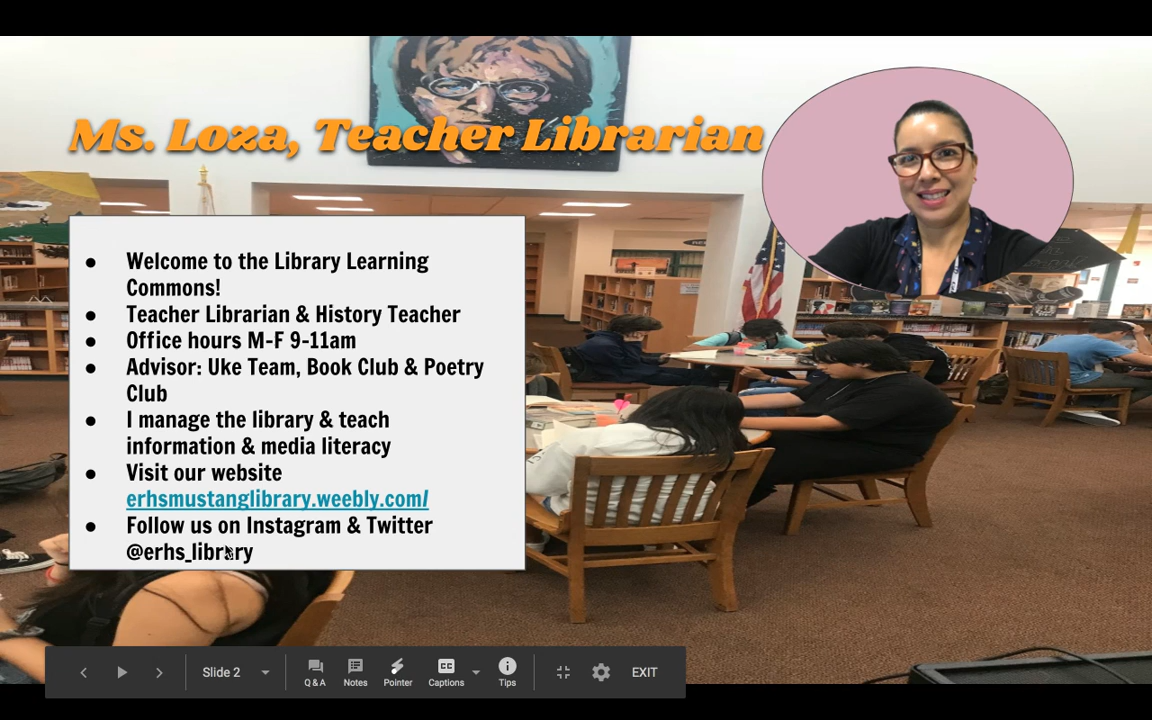 Ms. Loza, Teacher Librarian
● Welcome to the Library Learning
Commons!
● Teacher Librarian & History Teacher
● Office hours M-F 9-11am
● Advisor: Uke Team, Book Club & Poetry
Club
● I manage the library & teach
information & media literacy
● Visit our website
erhsmustanglibrary.weebly.com/
● Follow us on Instagram & Twitter
@erhs_library
Slide 2
Q & A
Notes
Pointer
CC
Captions
Tips
EXIT